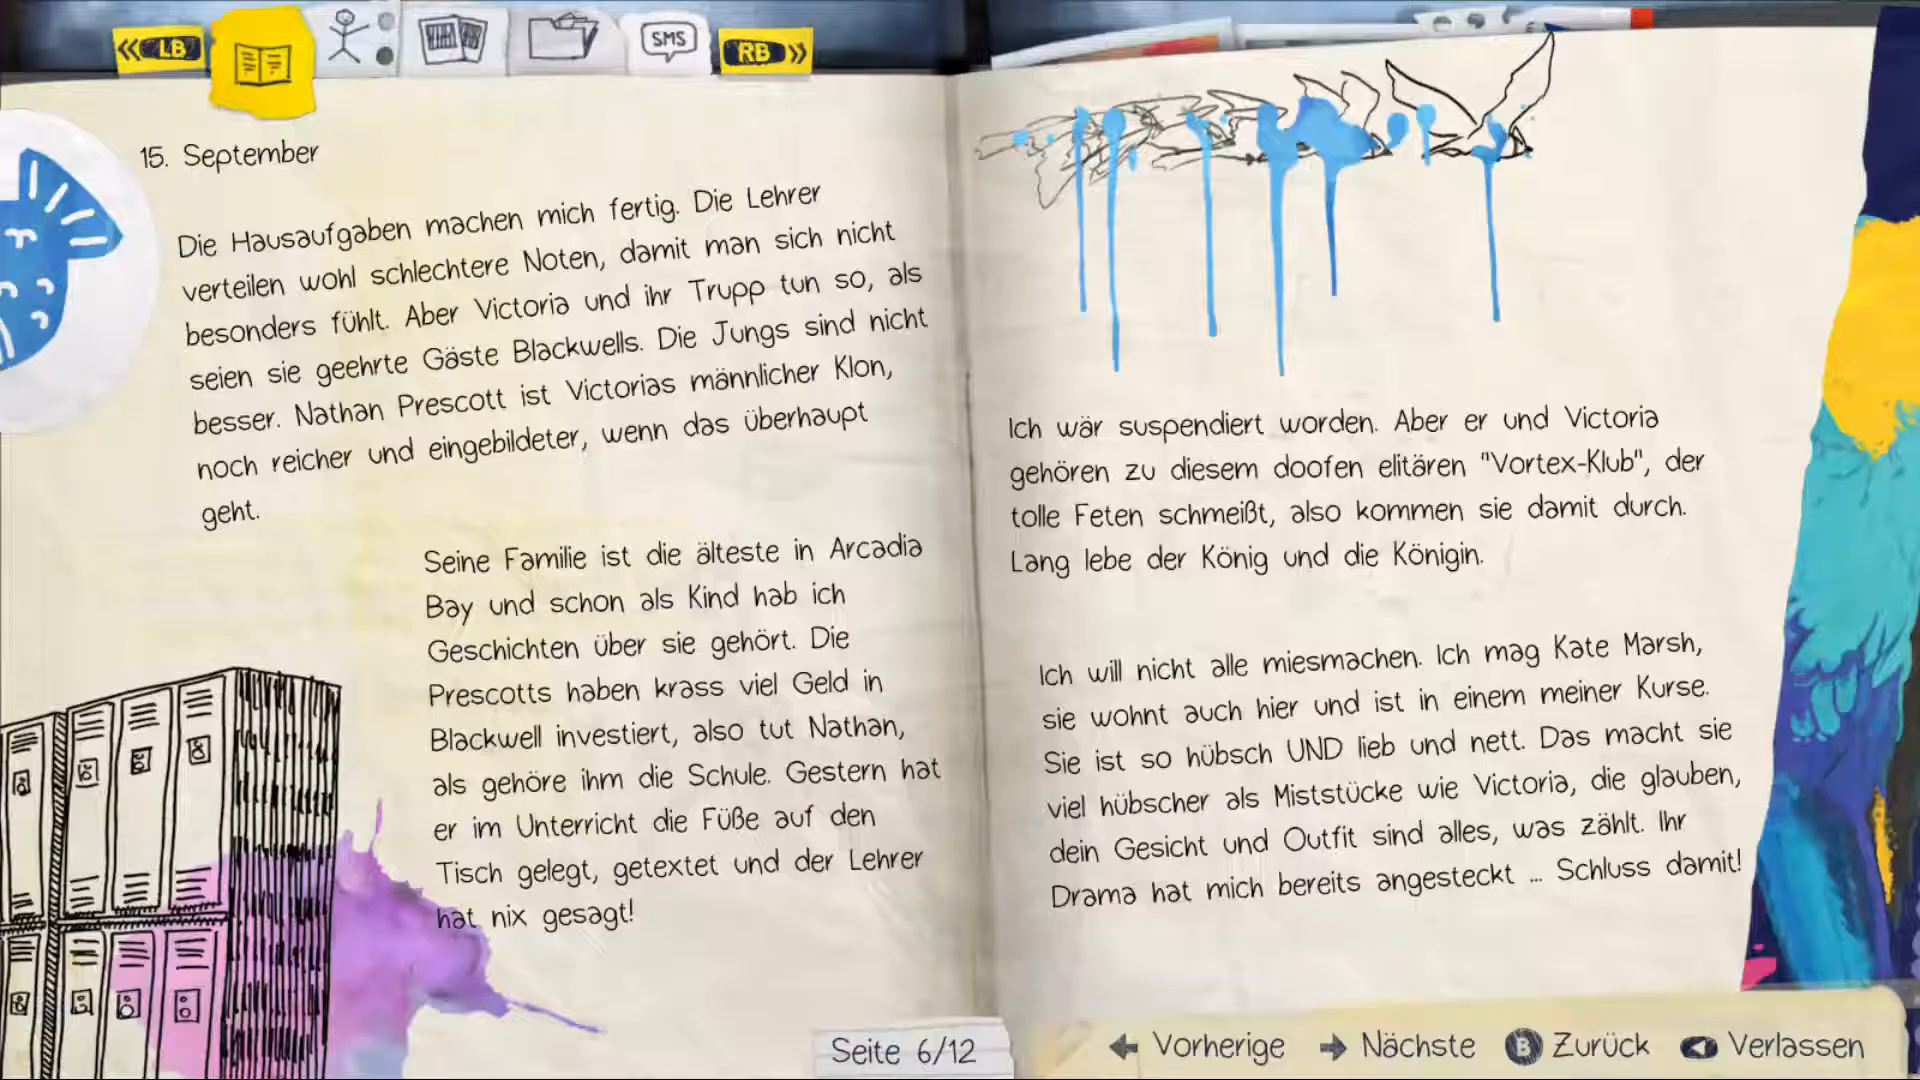 LB
SMS
RB
15. September
Die Hausaufgaben machen mich fertig. Die Lehrer
verteilen wohl schlechtere Noten, damit man sich nicht
besonders fühlt. Aber Victoria und ihr Trupp tun so, als
seien sie geehrte Gäste Blackwells. Die Jungs sind nicht
besser. Nathan Prescott ist Victorias männlicher Klon,
noch reicher und eingebildeter, wenn das überhaupt
geht.
Seine Familie ist die älteste in Arcadia
Bay und schon als Kind hab ich
Geschichten über sie gehört. Die
Prescotts haben krass viel Geld in
Blackwell investiert, also tut Nathan,
als gehöre ihm die Schule. Gestern hat
er im Unterricht die Füße auf den
Tisch gelegt, getextet und der Lehrer
hat nix gesagt!
Ich wär suspendiert worden. Aber er und Victoria
gehören zu diesem doofen elitären "Vortex-Klub", der
tolle Feten schmeißt, also kommen sie damit durch.
Lang lebe der König und die Königin.
Ich will nicht alle miesmachen. Ich mag Kate Marsh,
sie wohnt auch hier und ist in einem meiner Kurse.
Sie ist so hübsch UND lieb und nett. Das macht sie
viel hübscher als Miststücke wie Victoria, die glauben,
dein Gesicht und Outfit sind alles, was zählt. Ihr
Drama hat mich bereits angesteckt ... Schluss damit!
Seite 6/12
Vorherige
Nächste
B Zurück
Verlassen